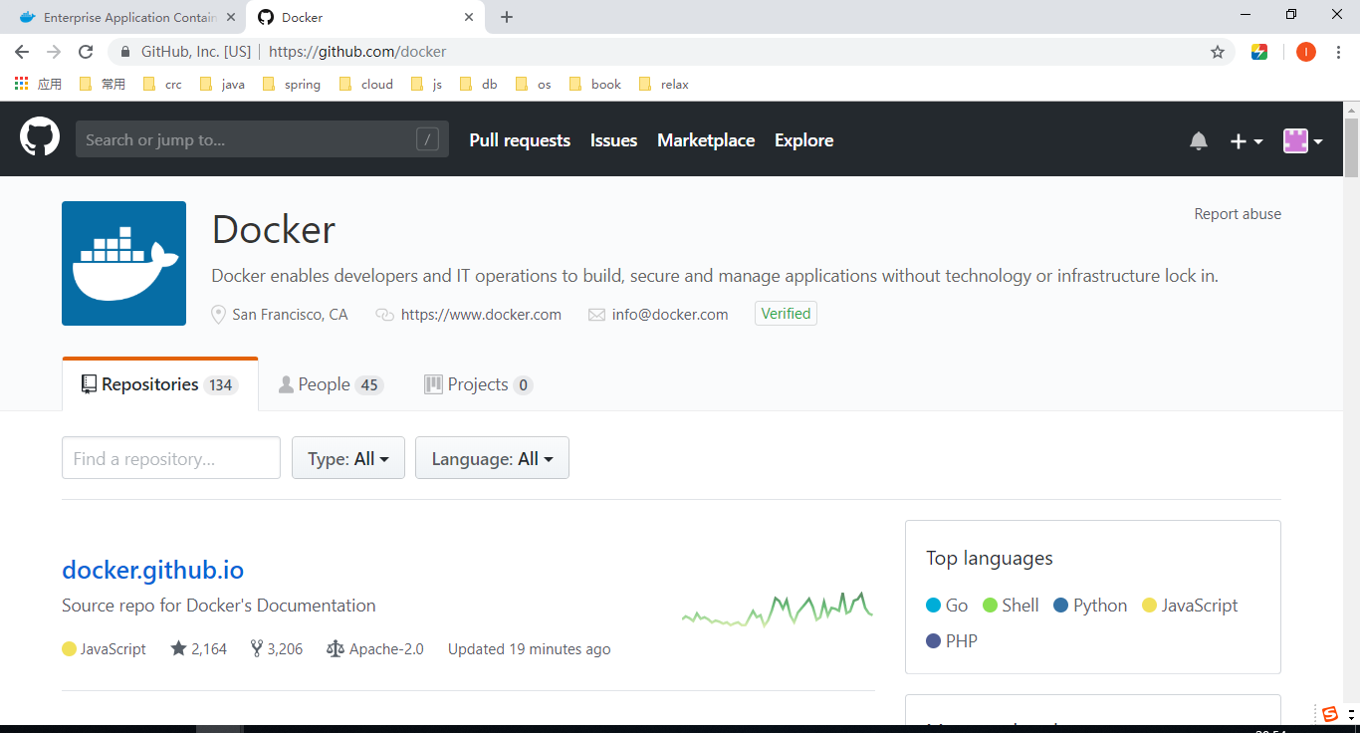 Enterprise Application Contain
Docker
GitHub, Inc. [US] | https://github.com/docker
应用 常用 crc java spring cloud js db os book relax
Search or jump to... /
Pull requests Issues Marketplace Explore
Docker
Report abuse
Docker enables developers and IT operations to build, secure and manage applications without technology or infrastructure lock in.
San Francisco, CA https://www.docker.com info@docker.com Verified
Repositories 134 People 45 Projects 0
Find a repository... Type: All Language: All
docker.github.io
Source repo for Docker's Documentation
JavaScript 2,164 3,206 Apache-2.0 Updated 19 minutes ago
Top languages
Go Shell Python JavaScript
PHP